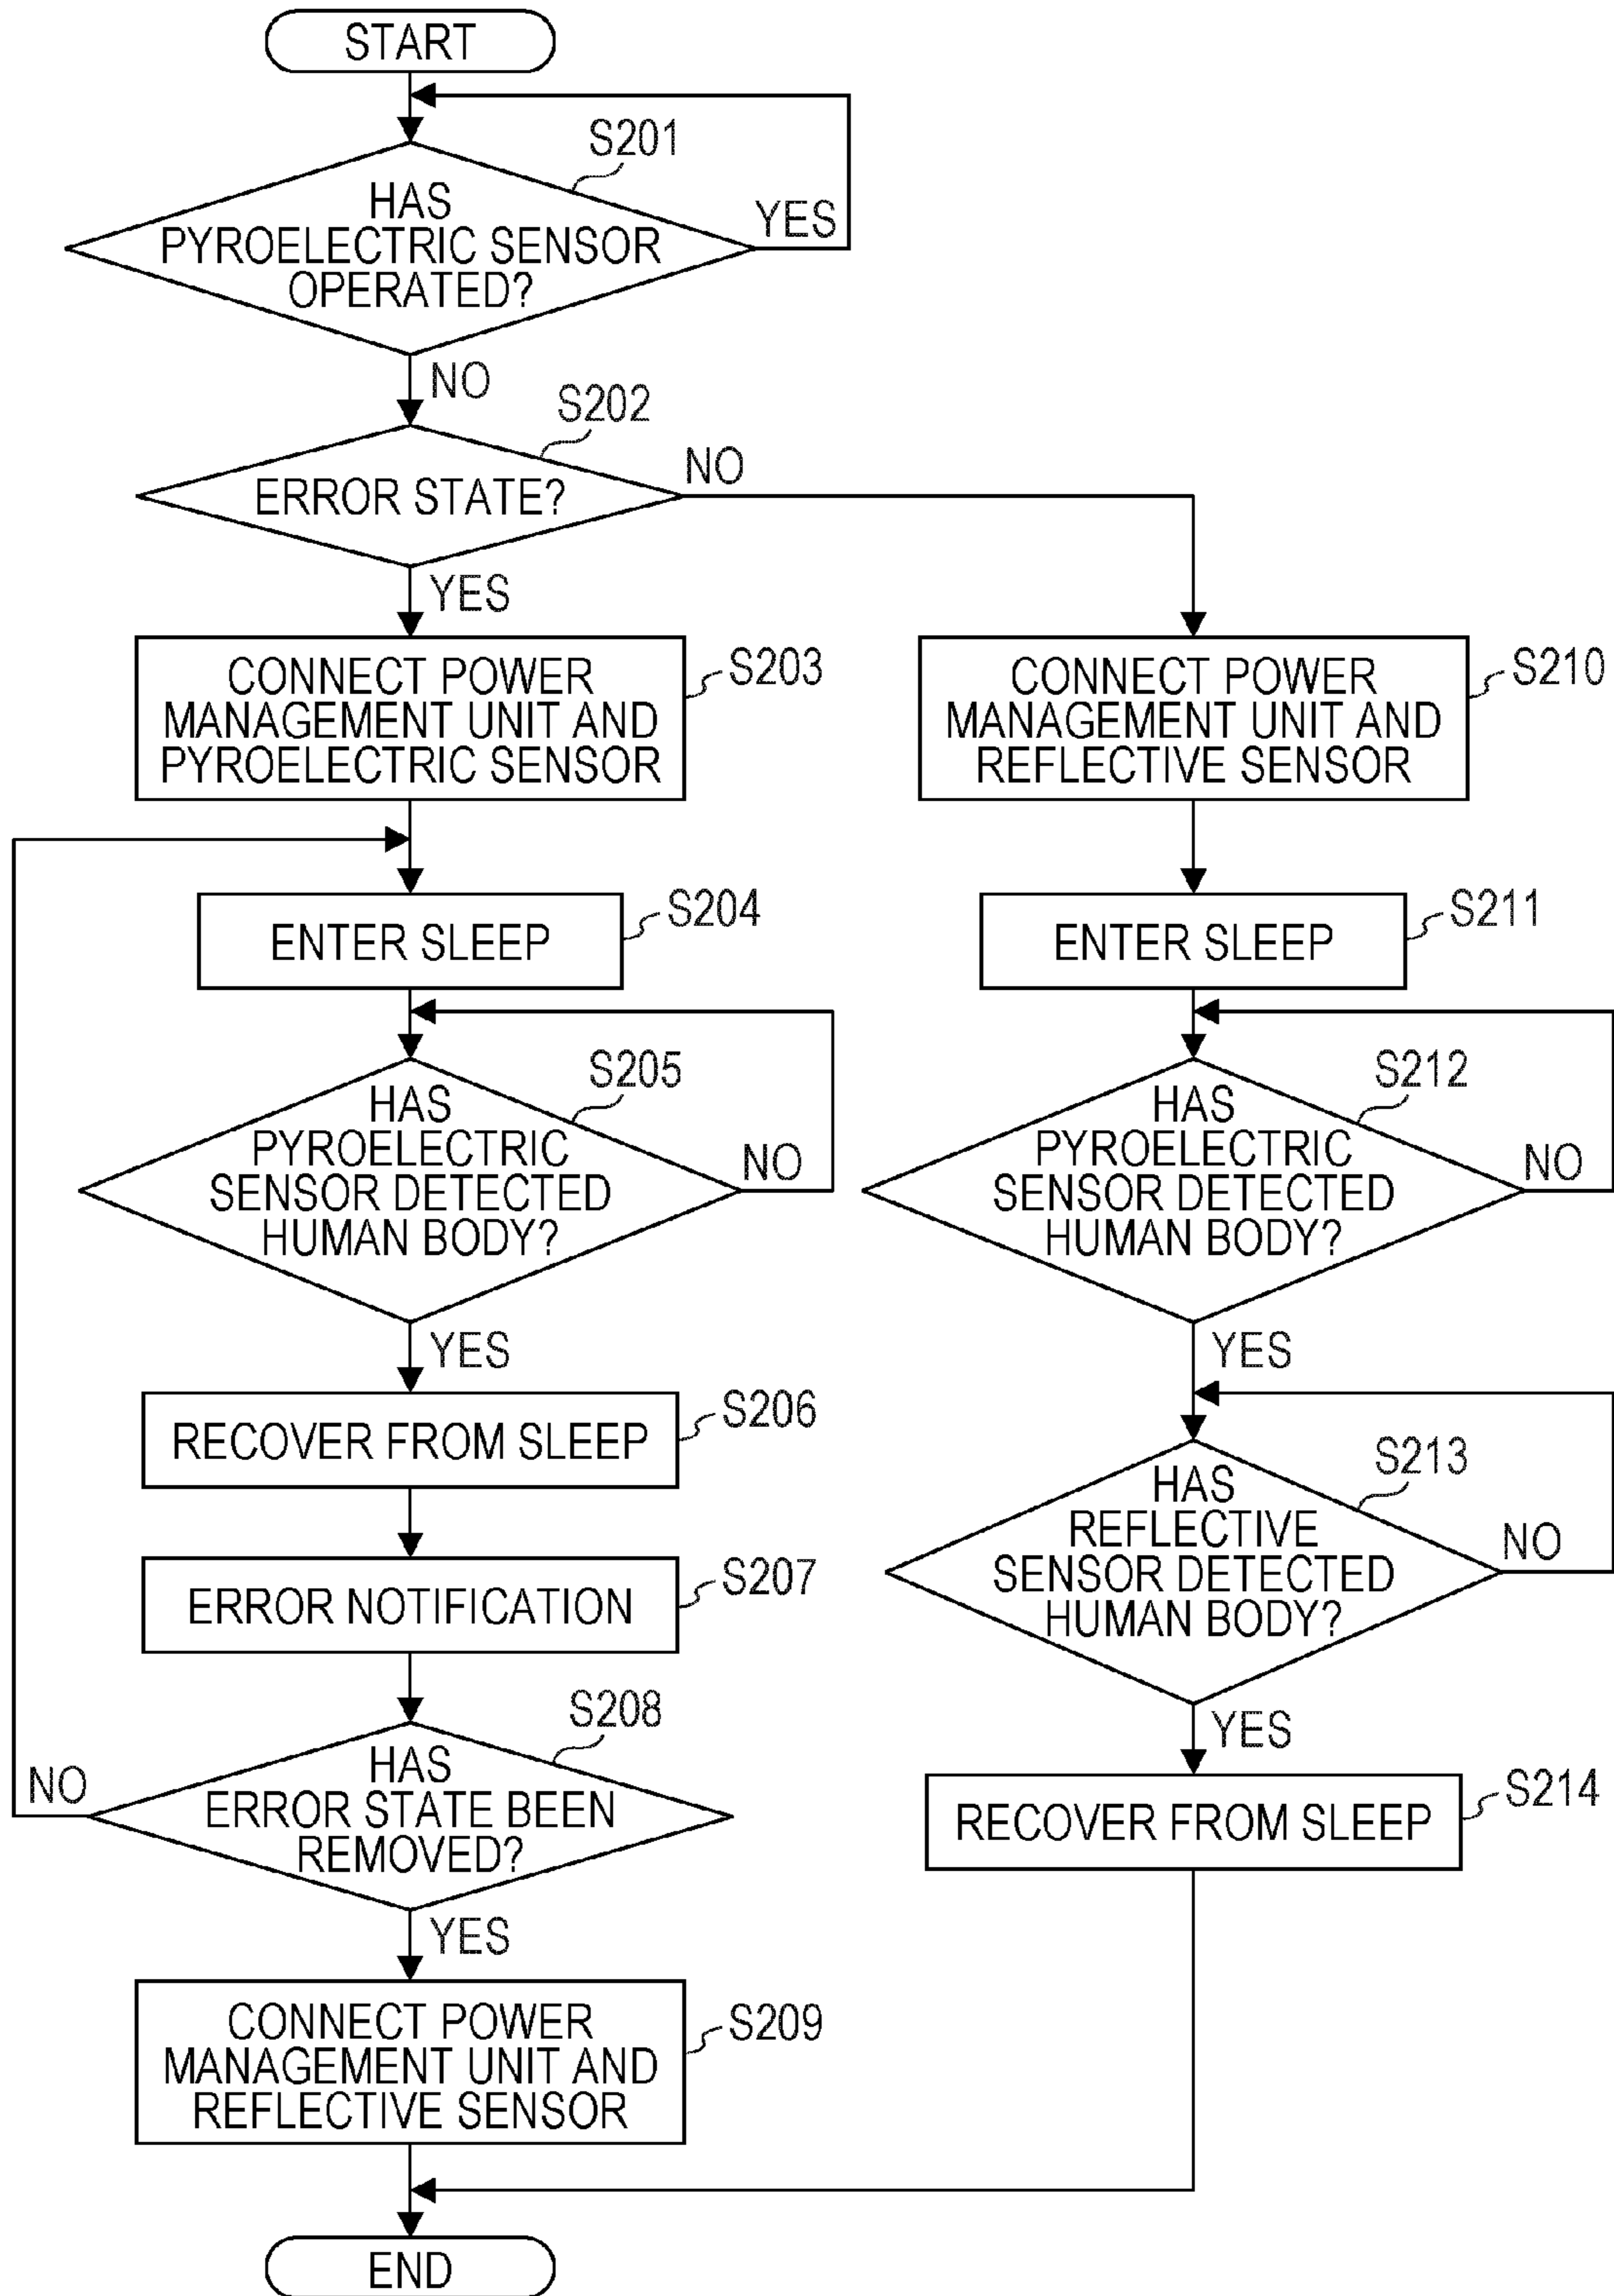 START
S201
HAS
PYROELECTRIC SENSOR
OPERATED?
YES
NO
S202
ERROR STATE?
NO
YES
CONNECT POWER
MANAGEMENT UNIT AND
PYROELECTRIC SENSOR
S203
CONNECT POWER
MANAGEMENT UNIT AND
REFLECTIVE SENSOR
S210
ENTER SLEEP
S204
ENTER SLEEP
S211
S205
HAS
PYROELECTRIC
SENSOR DETECTED
HUMAN BODY?
NO
S212
HAS
PYROELECTRIC
SENSOR DETECTED
HUMAN BODY?
NO
YES
YES
RECOVER FROM SLEEP
S206
S213
HAS
REFLECTIVE
SENSOR DETECTED
HUMAN BODY?
NO
ERROR NOTIFICATION
S207
YES
S208
HAS
ERROR STATE BEEN
REMOVED?
NO
RECOVER FROM SLEEP
S214
YES
CONNECT POWER
MANAGEMENT UNIT AND
REFLECTIVE SENSOR
S209
END